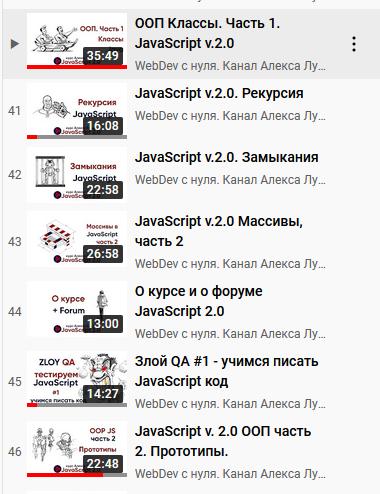 ООП. Часть 1
Классы
35:49
ООП Классы. Часть 1.
JavaScript v.2.0
WebDev с нуля. Канал Алекса Лу...
41
Рекурсия
JavaScript
16:08
JavaScript v.2.0. Рекурсия
WebDev с нуля. Канал Алекса Лу...
42
Замыкания
22:58
JavaScript v.2.0. Замыкания
WebDev с нуля. Канал Алекса Лу...
43
Массивы в
JavaScript
часть 2
26:58
JavaScript v.2.0 Массивы,
часть 2
WebDev с нуля. Канал Алекса Лу...
44
О курсе
+ Forum
13:00
О курсе и о форуме
JavaScript 2.0
WebDev с нуля. Канал Алекса Лу...
45
ZLOY QA
тестируем
JavaScript
#1
учимся писать
14:27
Злой QA #1 - учимся писать
JavaScript код
WebDev с нуля. Канал Алекса Лу...
46
OOP JS
часть 2
Прототипы
22:48
JavaScript v. 2.0 ООП часть
2. Прототипы.
WebDev с нуля. Канал Алекса Лу...